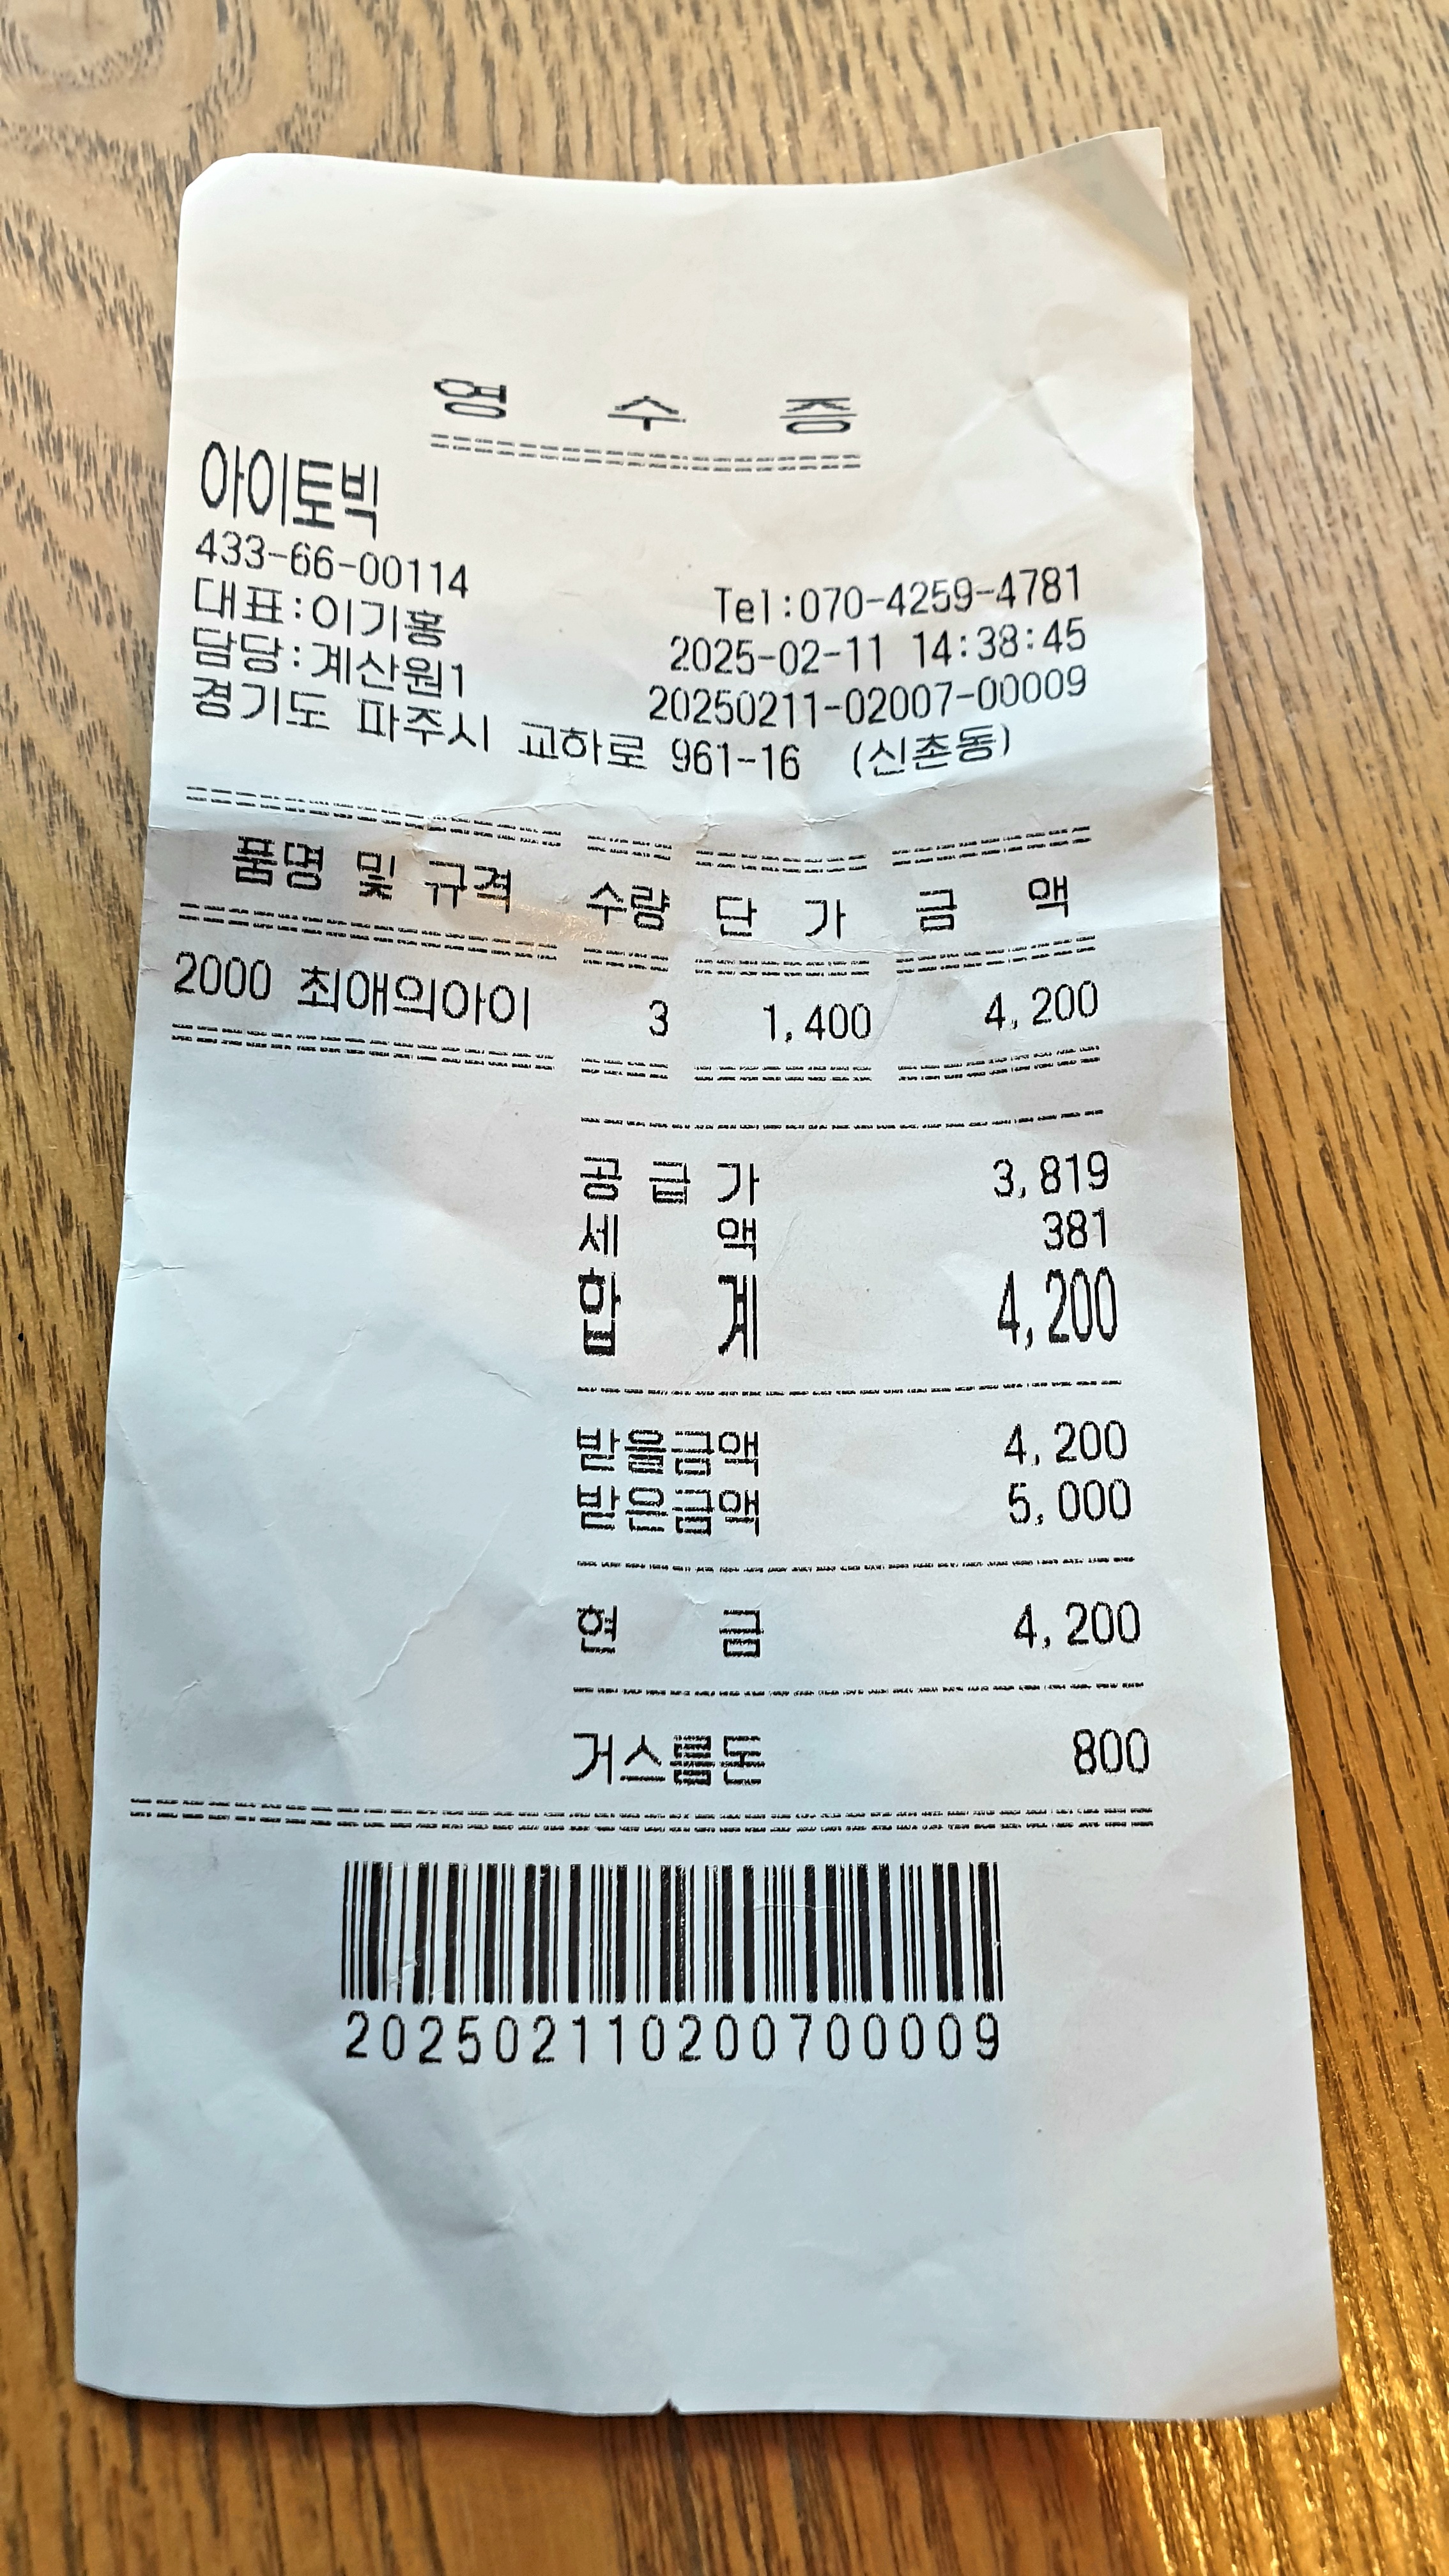 영 수 증
아이토빅
433-66-00114
Tel:070-4259-4781
대표:이기홍
2025-02-11 14:38:45
담당:계산원1
20250211-02007-00009
경기도 파주시 교하로 961-16 (신촌동)
품명 및 규격 수량 단 가 금 액
2000 최애의아이 3 1,400 4,200
공 급 가 3,819
세 액 381
합 계 4,200
받을금액 4,200
받은금액 5,000
현 금 4,200
거스름돈 800
202502110200700009